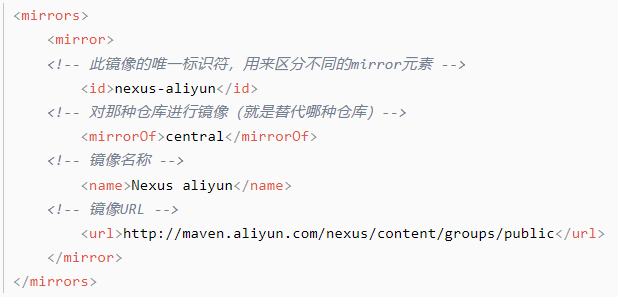 <mirrors>
<mirror>
<!-- 此镜像的唯一标识符，用来区分不同的mirror元素 -->
<id>nexus-aliyun</id>
<!-- 对那种仓库进行镜像（就是替代哪种仓库）-->
<mirrorOf>central</mirrorOf>
<!-- 镜像名称 -->
<name>Nexus aliyun</name>
<!-- 镜像URL -->
<url>http://maven.aliyun.com/nexus/content/groups/public</url>
</mirror>
</mirrors>